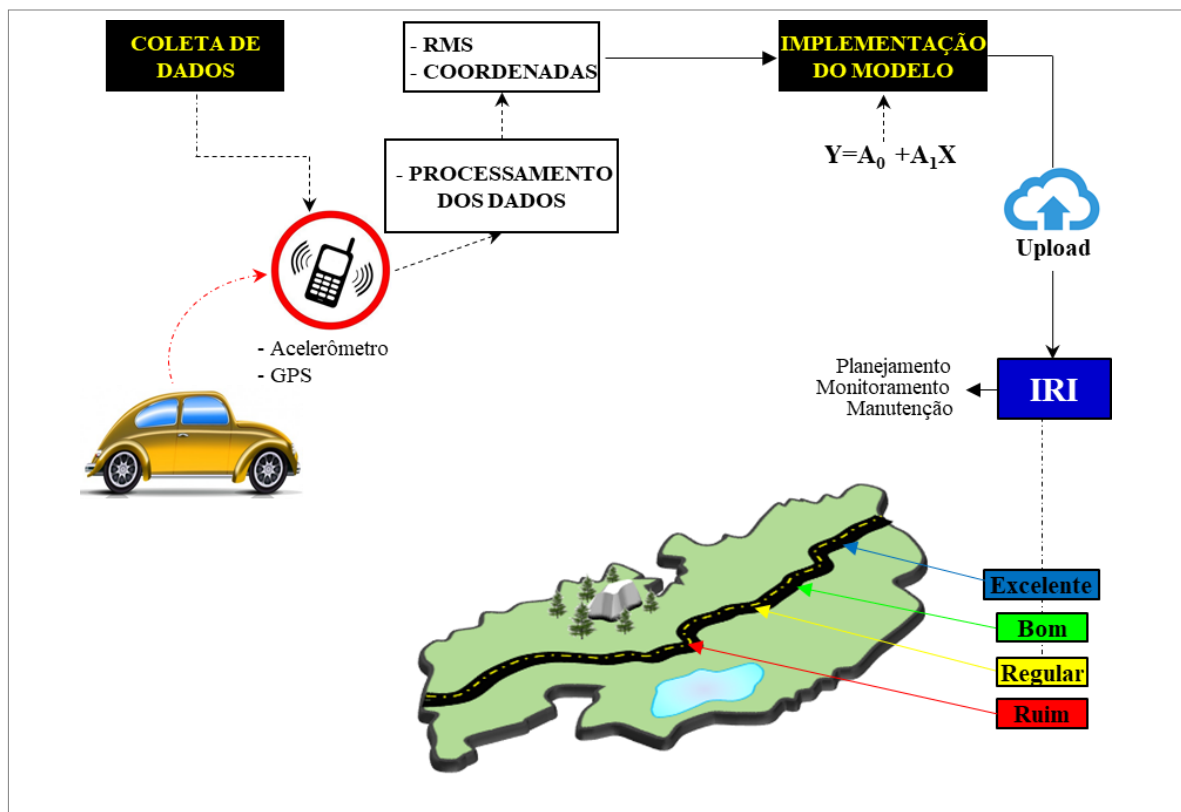 COLETA DE
DADOS
- RMS
- COORDENADAS
IMPLEMENTAÇÃO
DO MODELO
- PROCESSAMENTO
DOS DADOS
Y=A₀ +A₁X
Upload
- Acelerômetro
- GPS
Planejamento
Monitoramento
Manutenção
IRI
Excelente
Bom
Regular
Ruim